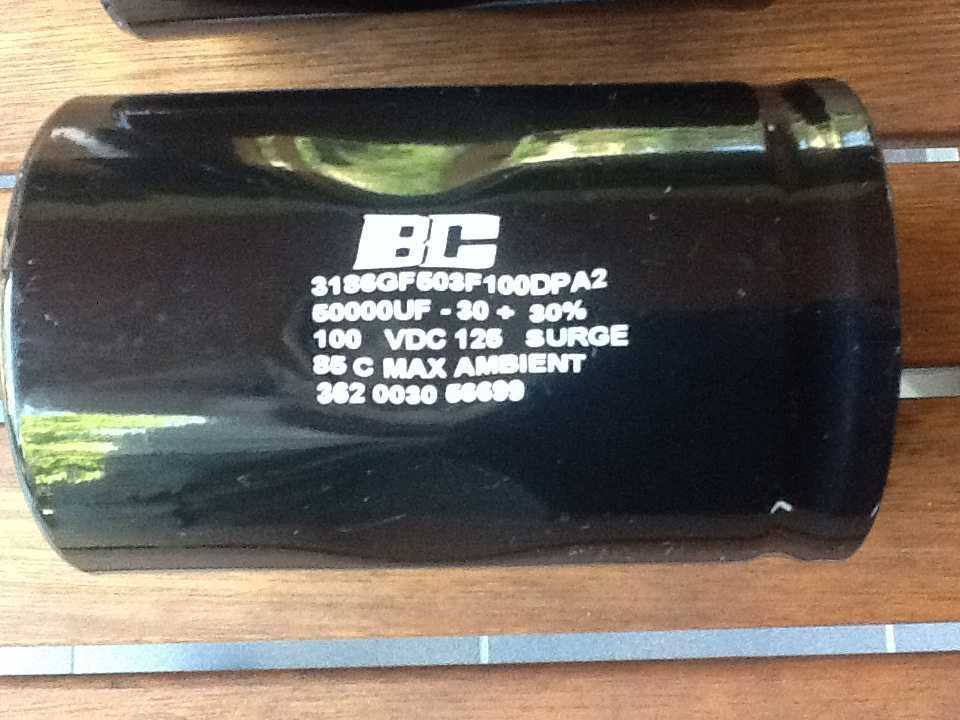 BC
3186GF503F100DPA2
50000UF - 30 + 30%
100 VDC 125 SURGE
85 C MAX AMBIENT
362 0030 56699